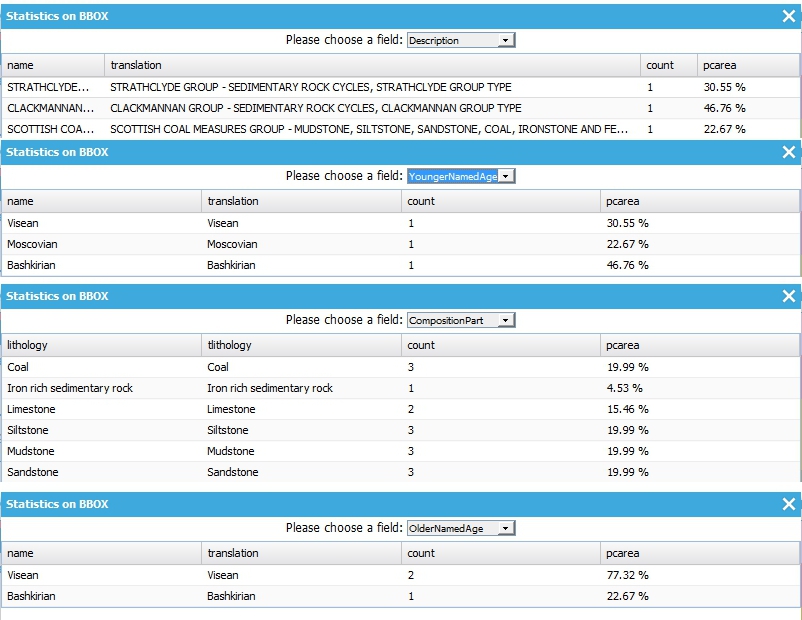 Statistics on BBOX
Please choose a field: Description
name translation count pcarea
STRATHCLYDE... STRATHCLYDE GROUP - SEDIMENTARY ROCK CYCLES, STRATHCLYDE GROUP TYPE 1 30.55 %
CLACKMANNAN... CLACKMANNAN GROUP - SEDIMENTARY ROCK CYCLES, CLACKMANNAN GROUP TYPE 1 46.76 %
SCOTTISH COA... SCOTTISH COAL MEASURES GROUP - MUDSTONE, SILTSTONE, SANDSTONE, COAL, IRONSTONE AND FE... 1 22.67 %
Statistics on BBOX
Please choose a field: YoungerNamedAge
name translation count pcarea
Visean Visean 1 30.55 %
Moscovian Moscovian 1 22.67 %
Bashkirian Bashkirian 1 46.76 %
Statistics on BBOX
Please choose a field: CompositionPart
lithology tlithology count pcarea
Coal Coal 3 19.99 %
Iron rich sedimentary rock Iron rich sedimentary rock 1 4.53 %
Limestone Limestone 2 15.46 %
Siltstone Siltstone 3 19.99 %
Mudstone Mudstone 3 19.99 %
Sandstone Sandstone 3 19.99 %
Statistics on BBOX
Please choose a field: OlderNamedAge
name translation count pcarea
Visean Visean 2 77.32 %
Bashkirian Bashkirian 1 22.67 %